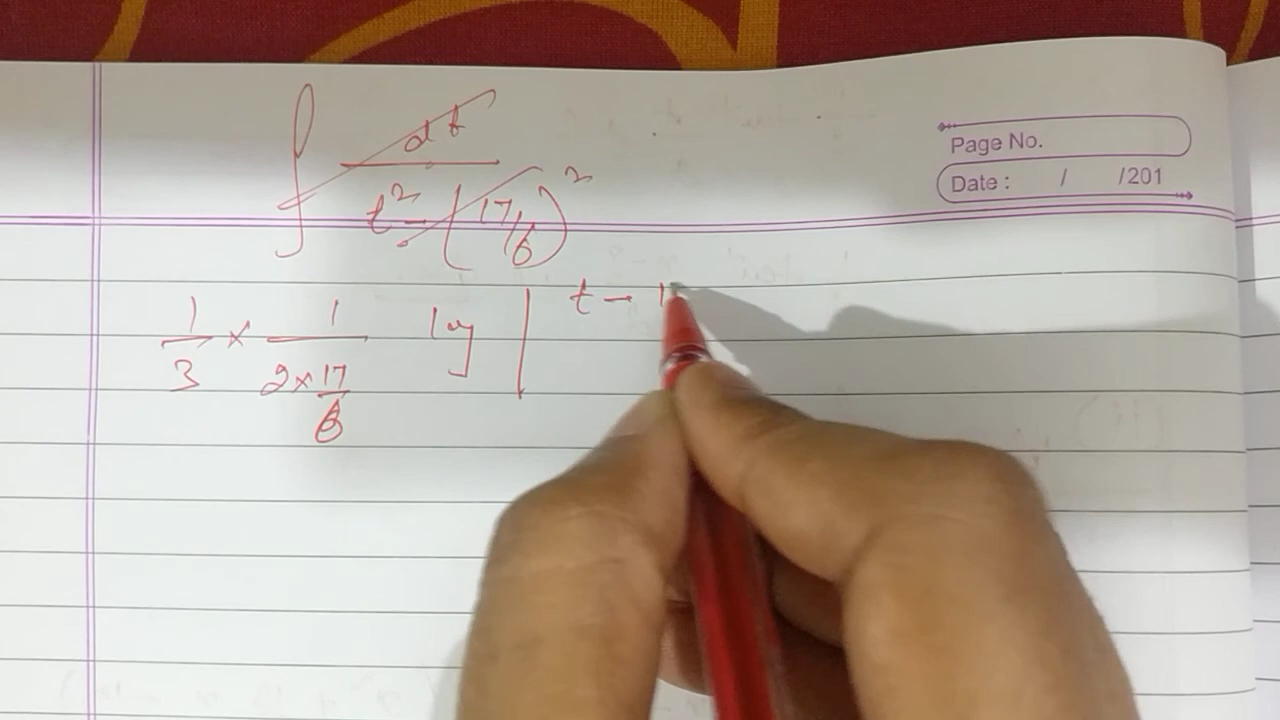 ∫ dt
Page No.
t² - (17/6)²
Date : / /201
1/3 × 1/(2×17/6) log | t - 1